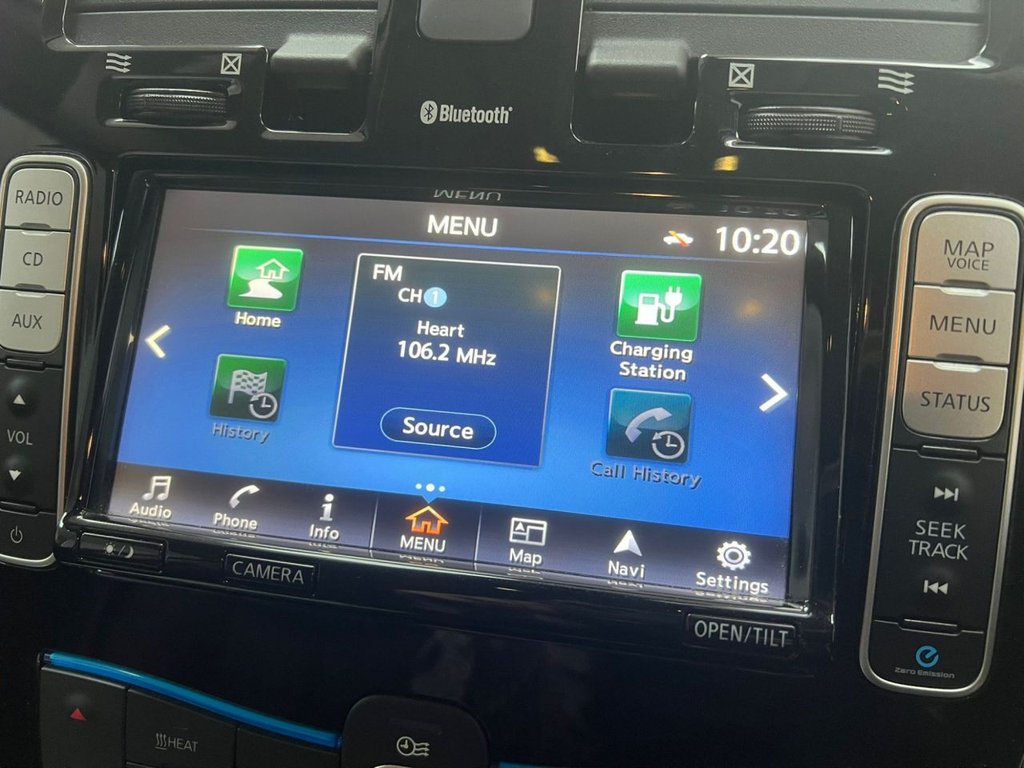 Bluetooth
RADIO
CD
AUX
VOL
MENU
10:20
Home
History
FM
CH 1
Heart
106.2 MHz
Source
Charging
Station
Call History
Audio
Phone
Info
MENU
Map
Navi
Settings
CAMERA
OPEN/TILT
MAP
VOICE
MENU
STATUS
SEEK
TRACK
Zero Emission
HEAT